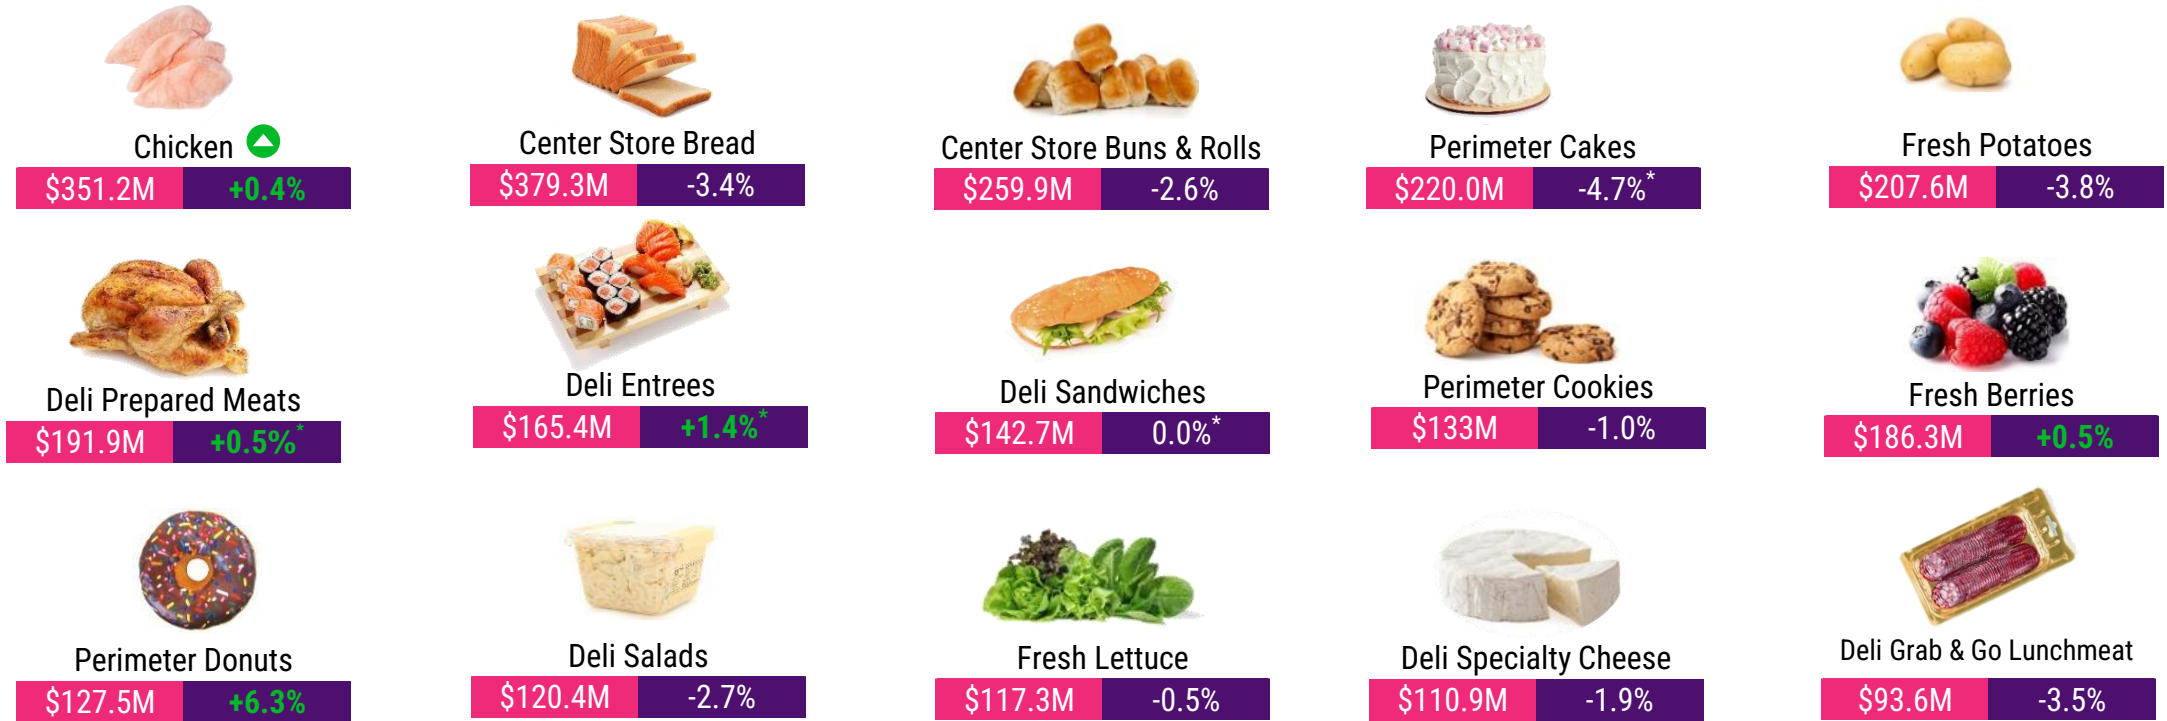 Chicken
$351.2M +0.4%
Center Store Bread
$379.3M -3.4%
Center Store Buns & Rolls
$259.9M -2.6%
Perimeter Cakes
$220.0M -4.7%*
Fresh Potatoes
$207.6M -3.8%
Deli Prepared Meats
$191.9M +0.5%*
Deli Entrees
$165.4M +1.4%*
Deli Sandwiches
$142.7M 0.0%*
Perimeter Cookies
$133M -1.0%
Fresh Berries
$186.3M +0.5%
Perimeter Donuts
$127.5M +6.3%
Deli Salads
$120.4M -2.7%
Fresh Lettuce
$117.3M -0.5%
Deli Specialty Cheese
$110.9M -1.9%
Deli Grab & Go Lunchmeat
$93.6M -3.5%